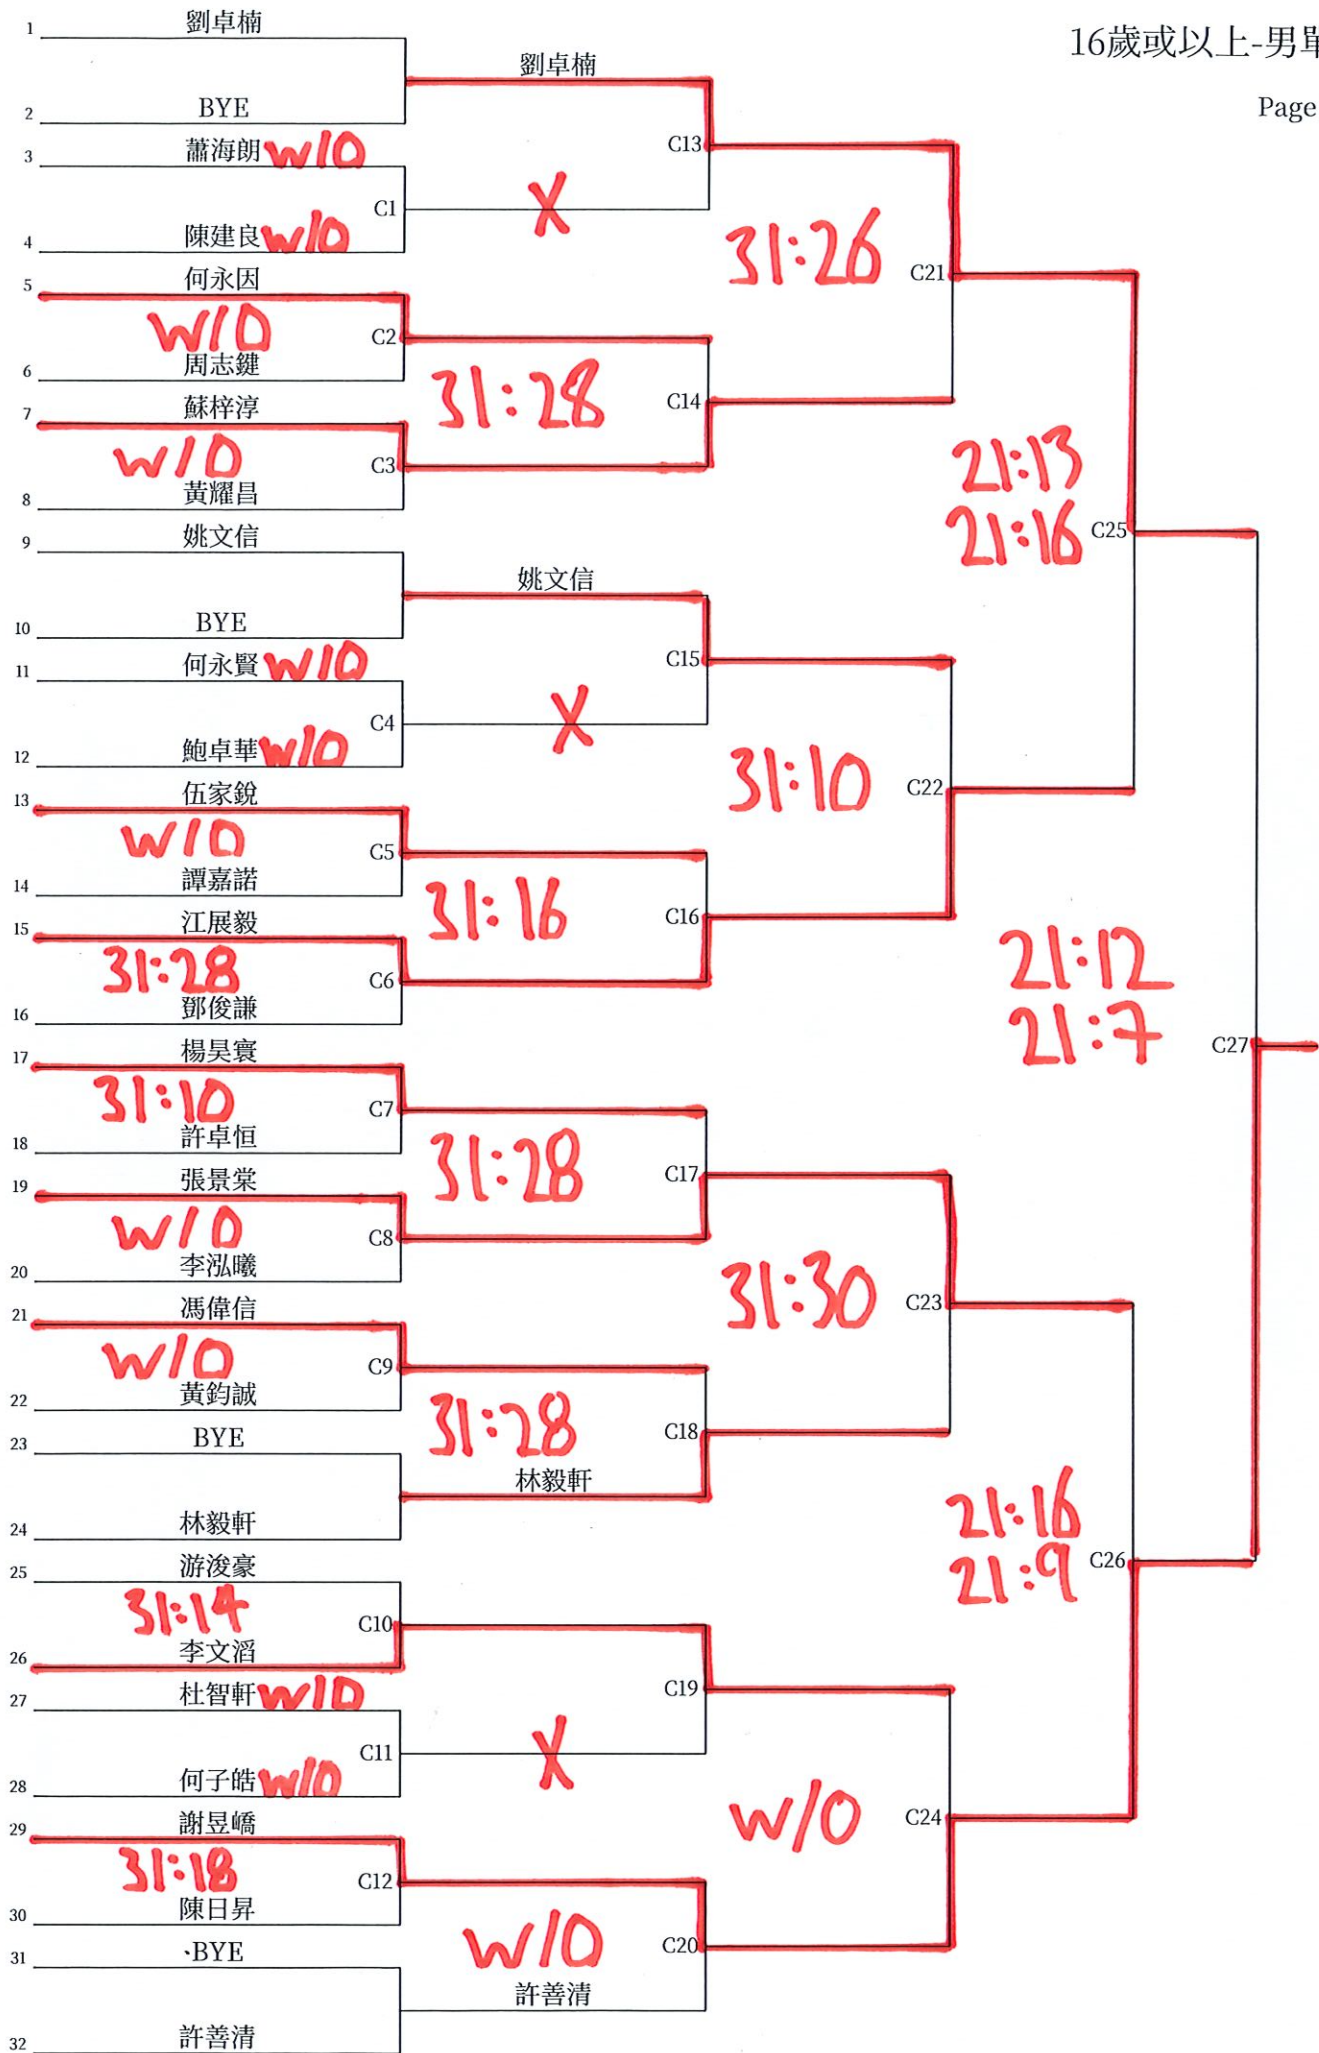 16歲或以上-男單
Page
1 劉卓楠
劉卓楠
2 BYE
C13
3 蕭海朗 W/O
C1 X
4 陳建良 W/O
31:26
C21
5 何永因
W/O
C2
6 周志鍵
31:28
C14
7 蘇梓淳
W/O
C3
8 黃耀昌
21:13
21:16
C25
9 姚文信
姚文信
10 BYE
C15
11 何永賢 W/O
C4 X
12 鮑卓華 W/O
31:10
C22
13 伍家銳
W/O
C5
14 譚嘉諾
31:16
C16
15 江展毅
31:28
C6
16 鄧俊謙
21:12
21:7
C27
17 楊昊寰
31:10
C7
18 許卓恒
31:28
C17
19 張景棠
W/O
C8
20 李泓曦
31:30
C23
21 馮偉信
W/O
C9
22 黃鈞誠
31:28
C18
23 BYE
林毅軒
24 林毅軒
21:16
21:9
C26
25 游浚豪
31:14
C10
26 李文滔
C19
27 杜智軒 W/O
C11 X
28 何子皓 W/O
W/O
C24
29 謝昱嶠
31:18
C12
30 陳日昇
W/O
C20
31 BYE
許善清
32 許善清